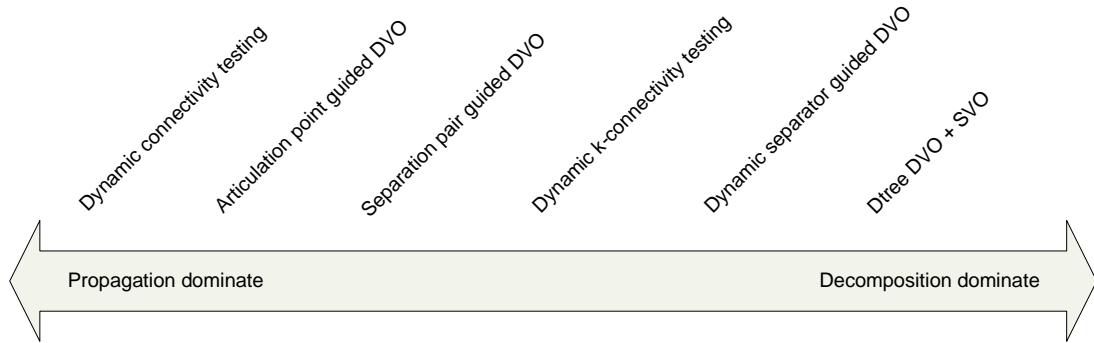 Dynamic connectivity testing
Articulation point guided DVO
Separation pair guided DVO
Dynamic k-connectivity testing
Dynamic separator guided DVO
Dtree DVO + SVO
Propagation dominate
Decomposition dominate